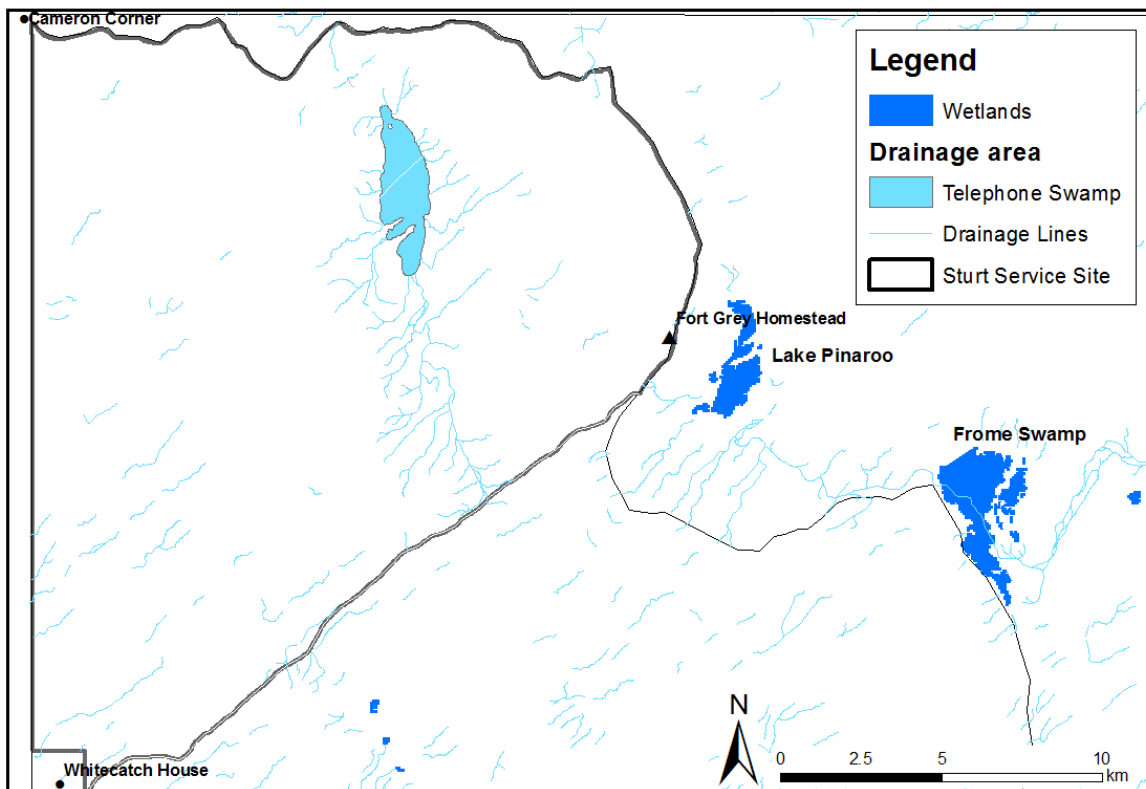 Cameron Corner
Legend
Wetlands
Drainage area
Telephone Swamp
Drainage Lines
Sturt Service Site
Fort Grey Homestead
Lake Pinaroo
Frome Swamp
Whitecatch House
N
0 2.5 5 10
km